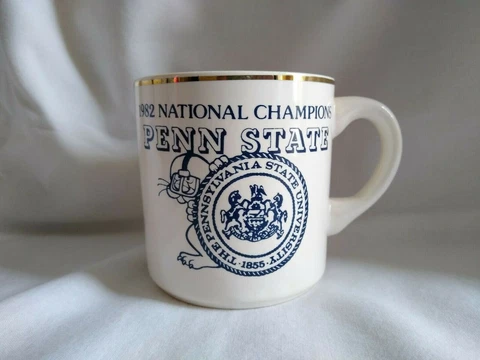 1982 NATIONAL CHAMPIONS
PENN STATE
THE PENNSYLVANIA STATE UNIVERSITY
· 1855 ·